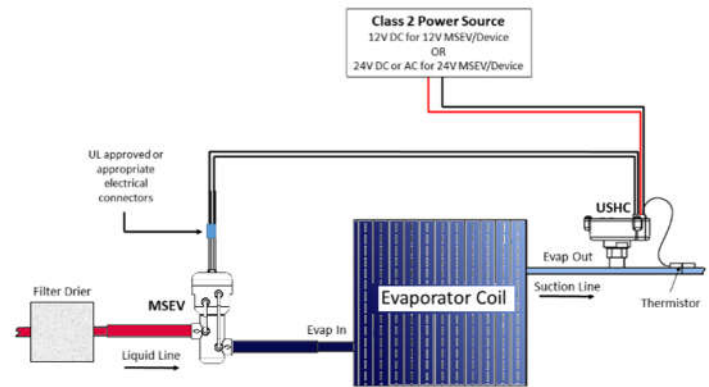 Class 2 Power Source
12V DC for 12V MSEV/Device
OR
24V DC or AC for 24V MSEV/Device
UL approved or
appropriate
electrical
connectors
USHC
Filter Drier
MSEV
Evap Out
Evaporator Coil
Suction Line
Thermistor
Evap In
Liquid Line